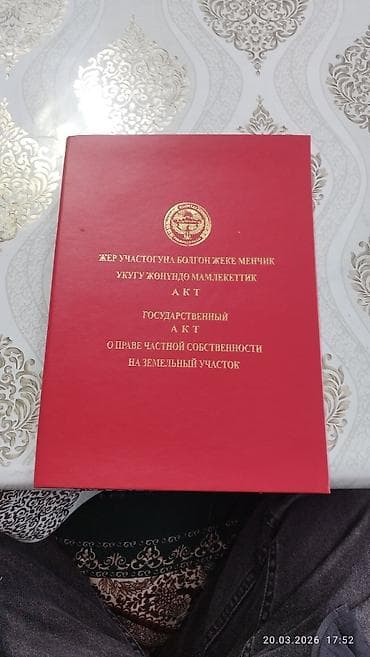 ЖЕР УЧАСТОГУНА БОЛГОН ЖЕКЕ МЕНЧИК
УКУГУ ЖӨНҮНДӨ МАМЛЕКЕТТИК
АКТ
ГОСУДАРСТВЕННЫЙ
АКТ
О ПРАВЕ ЧАСТНОЙ СОБСТВЕННОСТИ
НА ЗЕМЕЛЬНЫЙ УЧАСТОК
20.03.2026 17:52